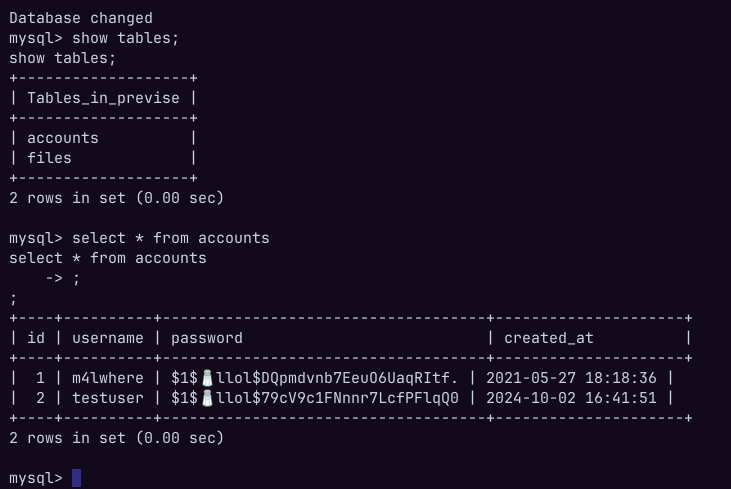 Database changed
mysql> show tables;
show tables;
+-------------------+
| Tables_in_previse |
+-------------------+
| accounts          |
| files             |
+-------------------+
2 rows in set (0.00 sec)

mysql> select * from accounts
select * from accounts
    -> ;
;
+----+----------+------------------------------------+---------------------+
| id | username | password                           | created_at          |
+----+----------+------------------------------------+---------------------+
|  1 | m4lwhere | $1$🧂llol$DQpmdvnb7EeuO6UaqRItf. | 2021-05-27 18:18:36 |
|  2 | testuser | $1$🧂llol$79cV9c1FNnnr7LcfPFlqQ0 | 2024-10-02 16:41:51 |
+----+----------+------------------------------------+---------------------+
2 rows in set (0.00 sec)

mysql>